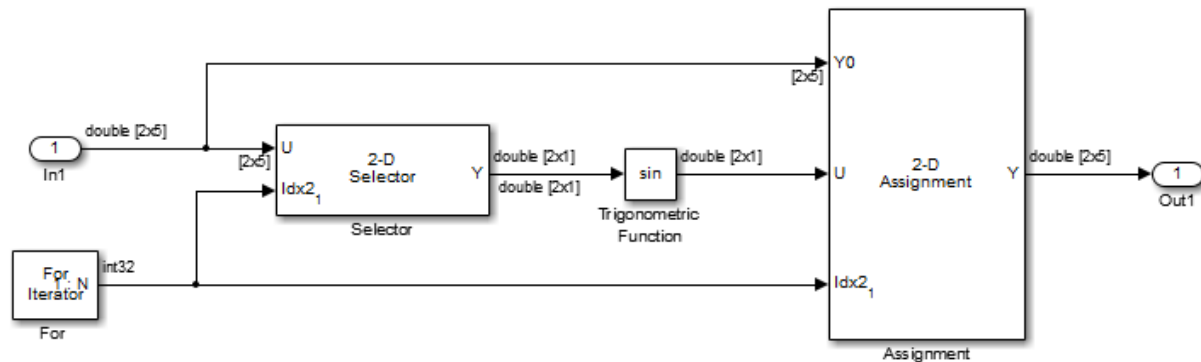 Y0
[2x5]
double [2x5]
1
In1
U
[2x5]
2-D
Selector
Y
Idx2
1
Selector
double [2x1]
double [2x1]
sin
Trigonometric
Function
double [2x1]
U
2-D
Assignment
Y
double [2x5]
1
Out1
For
Iterator
1 : N
int32
For
Idx2
1
Assignment